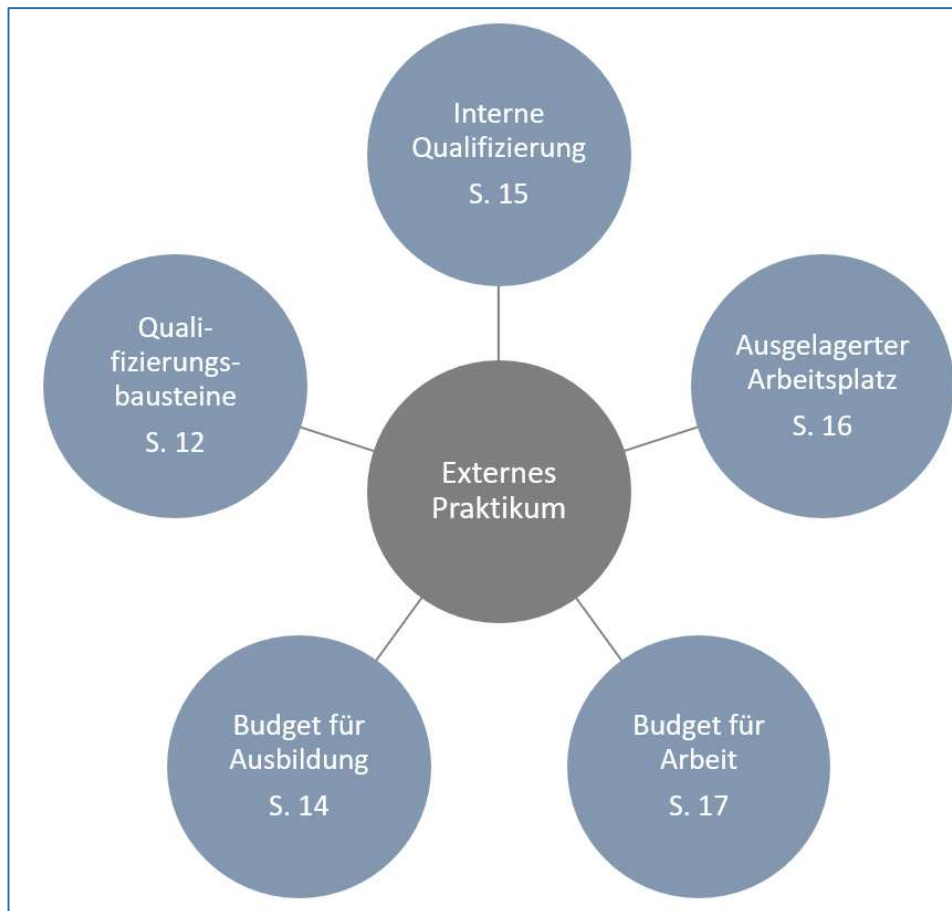 Interne
Qualifizierung
S. 15
Quali-
fizierungs-
bausteine
S. 12
Ausgelagerter
Arbeitsplatz
S. 16
Externes
Praktikum
Budget für
Ausbildung
S. 14
Budget für
Arbeit
S. 17